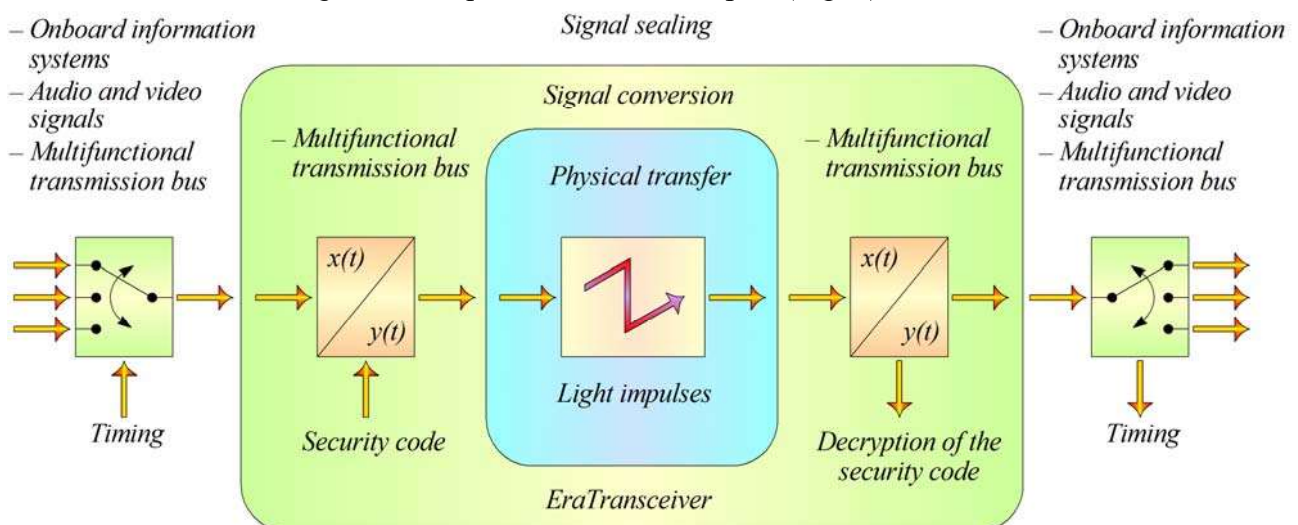 Signal sealing
– Onboard information
systems
– Audio and video
signals
– Multifunctional
transmission bus
Signal conversion
– Multifunctional
transmission bus
Physical transfer
– Multifunctional
transmission bus
– Onboard information
systems
– Audio and video
signals
– Multifunctional
transmission bus
x(t)
y(t)
x(t)
y(t)
Timing
Security code
Light impulses
Decryption of the
security code
Timing
EraTransceiver